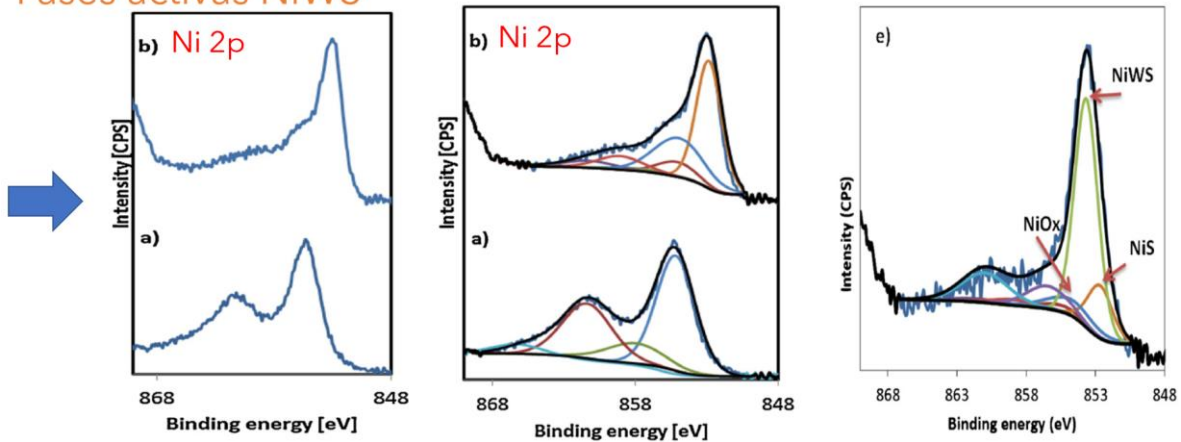 Fases activas NiWS
b) Ni 2p
Intensity [CPS]
a)
868
848
Binding energy [eV]
b) Ni 2p
Intensity [CPS]
a)
868
858
848
Binding energy [eV]
e)
NiWS
NiOx
NiS
Intensity (CPS)
868
863
858
853
848
Binding energy (eV)